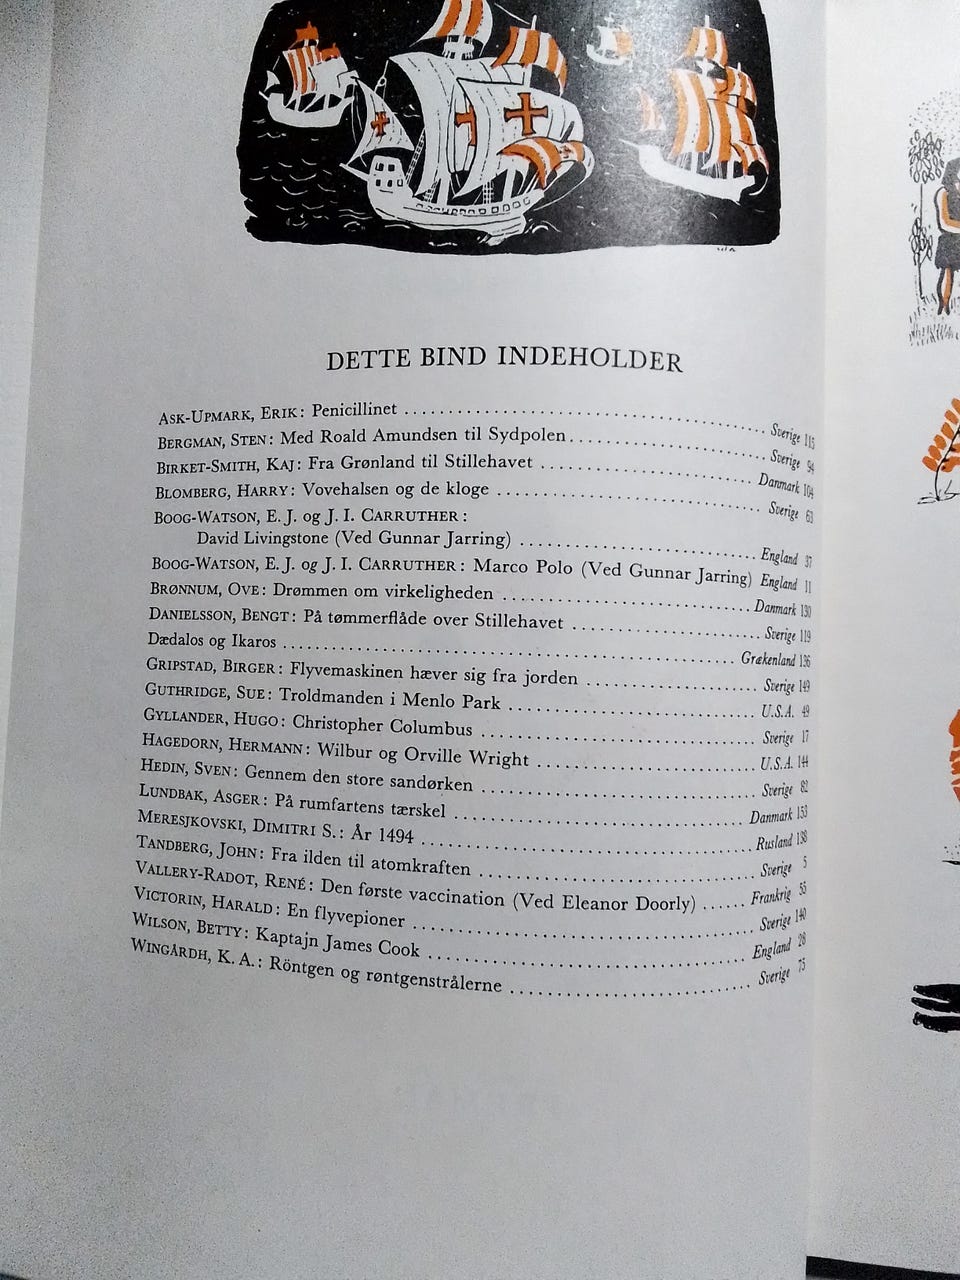 DETTE BIND INDEHOLDER
ASK-UPMARK, ERIK: Penicillinet ........ Sverige 115
BERGMAN, STEN: Med Roald Amundsen til Sydpolen ........ Sverige 94
BIRKET-SMITH, KAJ: Fra Grønland til Stillehavet ........ Danmark 104
BLOMBERG, HARRY: Vovehalsen og de kloge ........ Sverige 63
BOOG-WATSON, E. J. og J. I. CARRUTHER:
David Livingstone (Ved Gunnar Jarring) ........ England 37
BOOG-WATSON, E. J. og J. I. CARRUTHER: Marco Polo (Ved Gunnar Jarring) England 11
BRØNNUM, OVE: Drømmen om virkeligheden ........ Danmark 130
DANIELSSON, BENGT: På tømmerflåde over Stillehavet ........ Sverige 119
Dædalos og Ikaros ........ Grækenland 136
GRIPSTAD, BIRGER: Flyvemaskinen hæver sig fra jorden ........ Sverige 149
GUTHRIDGE, SUE: Troldmanden i Menlo Park ........ U.S.A. 49
GYLLANDER, HUGO: Christopher Columbus ........ Sverige 17
HAGEDORN, HERMANN: Wilbur og Orville Wright ........ U.S.A. 144
HEDIN, SVEN: Gennem den store sandørken ........ Sverige 82
LUNDBAK, ASGER: På rumfartens tærskel ........ Danmark 153
MERESJKOVSKI, DIMITRI S.: År 1494 ........ Rusland 138
TANDBERG, JOHN: Fra ilden til atomkraften ........ Sverige 5
VALLERY-RADOT, RENÉ: Den første vaccination (Ved Eleanor Doorly) ...... Frankrig 55
VICTORIN, HARALD: En flyvepioner ........ Sverige 140
WILSON, BETTY: Kaptajn James Cook ........ England 28
WINGÅRDH, K. A.: Röntgen og røntgenstrålerne ........ Sverige 75